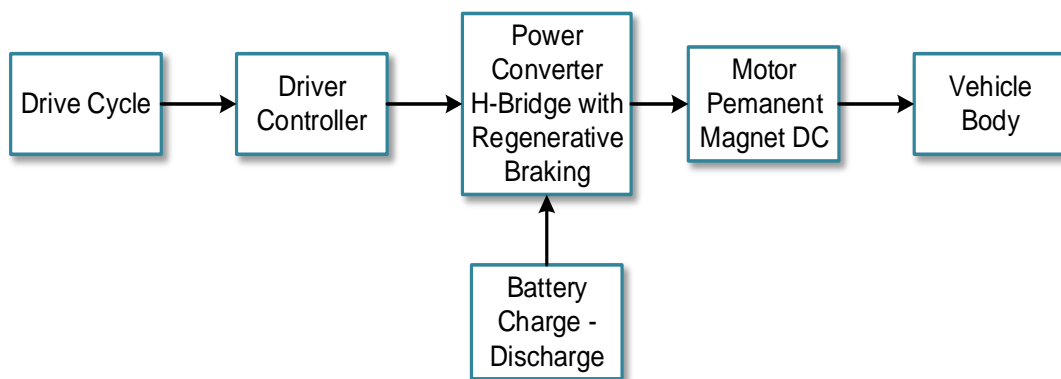 Drive Cycle
Driver
Controller
Power
Converter
H-Bridge with
Regenerative
Braking
Motor
Pemanent
Magnet DC
Vehicle
Body
Battery
Charge -
Discharge